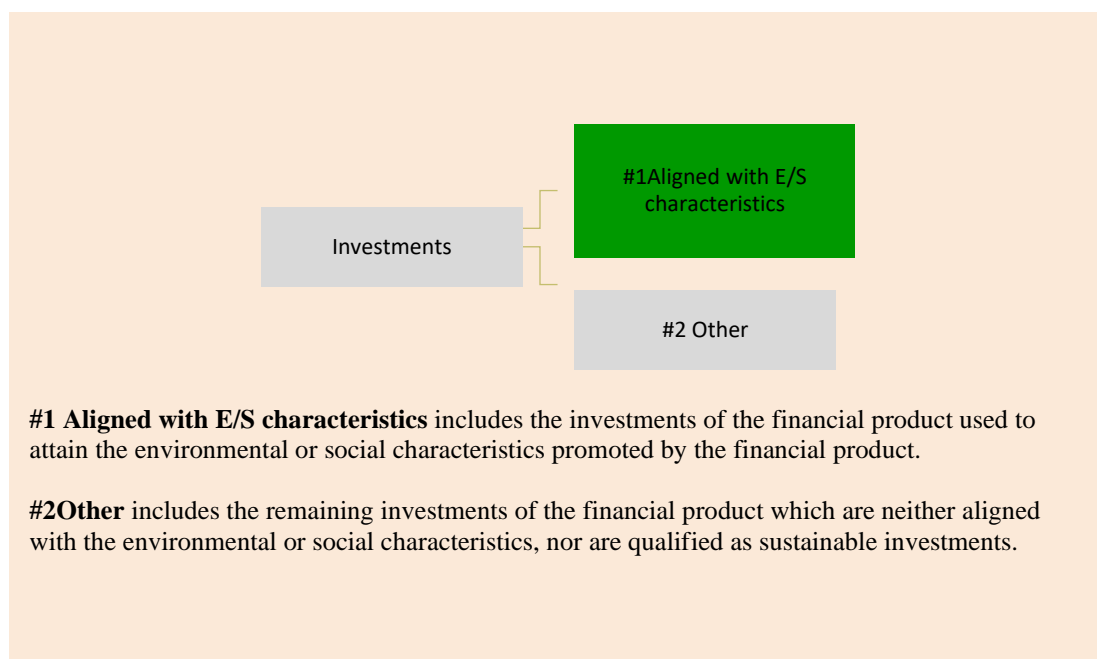 #1Aligned with E/S
characteristics
Investments
#2 Other
#1 Aligned with E/S characteristics includes the investments of the financial product used to
attain the environmental or social characteristics promoted by the financial product.
#2Other includes the remaining investments of the financial product which are neither aligned
with the environmental or social characteristics, nor are qualified as sustainable investments.